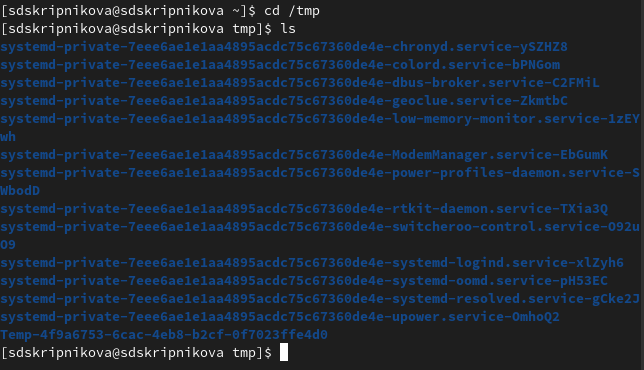 [sdskripnikova@sdskripnikova ~]$ cd /tmp
[sdskripnikova@sdskripnikova tmp]$ ls
systemd-private-7eee6ae1e1aa4895acdc75c67360de4e-chronyd.service-ySZHZ8
systemd-private-7eee6ae1e1aa4895acdc75c67360de4e-colord.service-bPNGom
systemd-private-7eee6ae1e1aa4895acdc75c67360de4e-dbus-broker.service-C2FMiL
systemd-private-7eee6ae1e1aa4895acdc75c67360de4e-geoclue.service-ZkmtbC
systemd-private-7eee6ae1e1aa4895acdc75c67360de4e-low-memory-monitor.service-1zEY
wh
systemd-private-7eee6ae1e1aa4895acdc75c67360de4e-ModemManager.service-EbGumK
systemd-private-7eee6ae1e1aa4895acdc75c67360de4e-power-profiles-daemon.service-S
WbodD
systemd-private-7eee6ae1e1aa4895acdc75c67360de4e-rtkit-daemon.service-TXia3Q
systemd-private-7eee6ae1e1aa4895acdc75c67360de4e-switcheroo-control.service-O92u
O9
systemd-private-7eee6ae1e1aa4895acdc75c67360de4e-systemd-logind.service-xlZyh6
systemd-private-7eee6ae1e1aa4895acdc75c67360de4e-systemd-oomd.service-pH53EC
systemd-private-7eee6ae1e1aa4895acdc75c67360de4e-systemd-resolved.service-gCke2J
systemd-private-7eee6ae1e1aa4895acdc75c67360de4e-upower.service-OmhoQ2
Temp-4f9a6753-6cac-4eb8-b2cf-0f7023ffe4d0
[sdskripnikova@sdskripnikova tmp]$